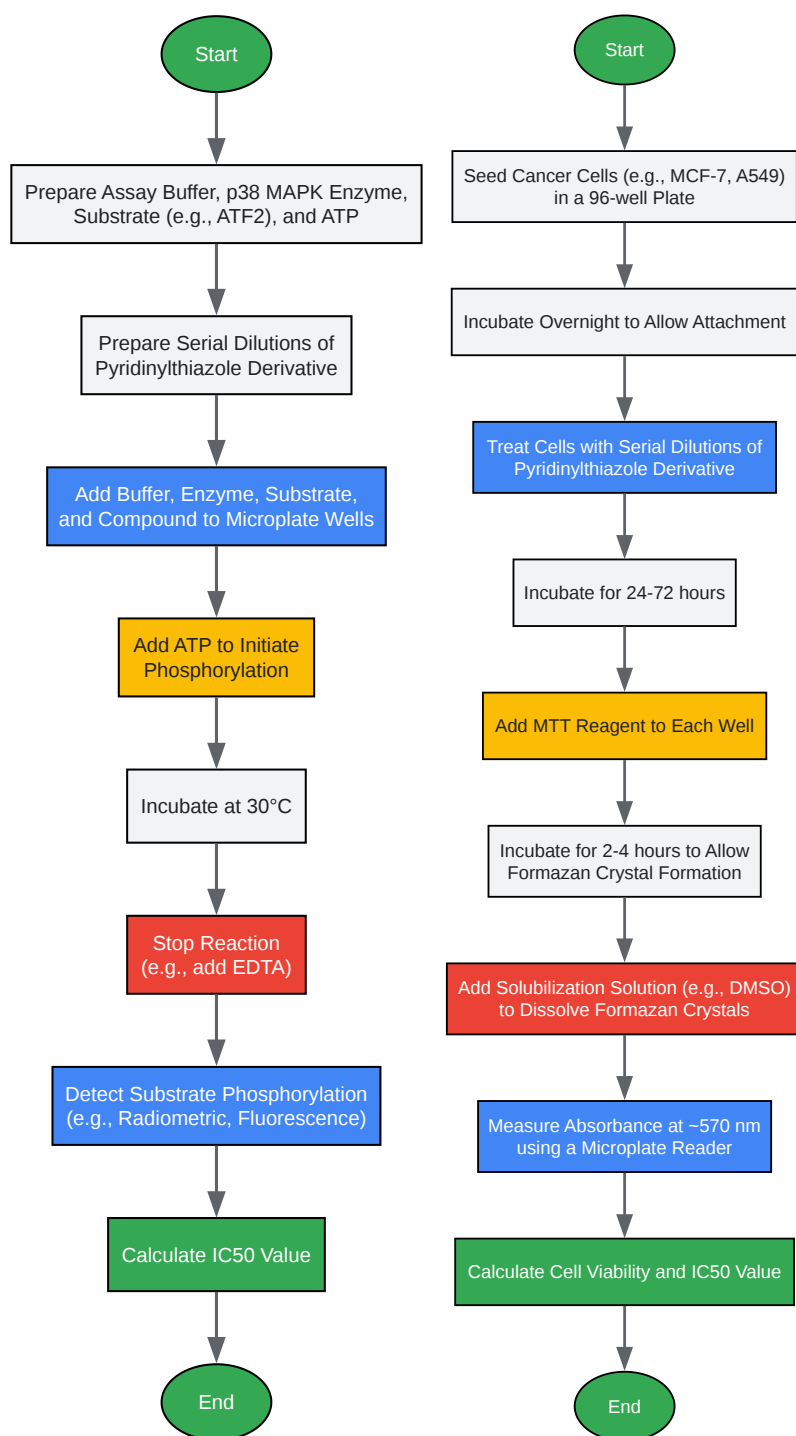 Start
Prepare Assay Buffer, p38 MAPK Enzyme,
Substrate (e.g., ATF2), and ATP
Prepare Serial Dilutions of
Pyridinylthiazole Derivative
Add Buffer, Enzyme, Substrate,
and Compound to Microplate Wells
Add ATP to Initiate
Phosphorylation
Incubate at 30°C
Stop Reaction
(e.g., add EDTA)
Detect Substrate Phosphorylation
(e.g., Radiometric, Fluorescence)
Calculate IC50 Value
End
Start
Seed Cancer Cells (e.g., MCF-7, A549)
in a 96-well Plate
Incubate Overnight to Allow Attachment
Treat Cells with Serial Dilutions of
Pyridinylthiazole Derivative
Incubate for 24-72 hours
Add MTT Reagent to Each Well
Incubate for 2-4 hours to Allow
Formazan Crystal Formation
Add Solubilization Solution (e.g., DMSO)
to Dissolve Formazan Crystals
Measure Absorbance at ~570 nm
using a Microplate Reader
Calculate Cell Viability and IC50 Value
End